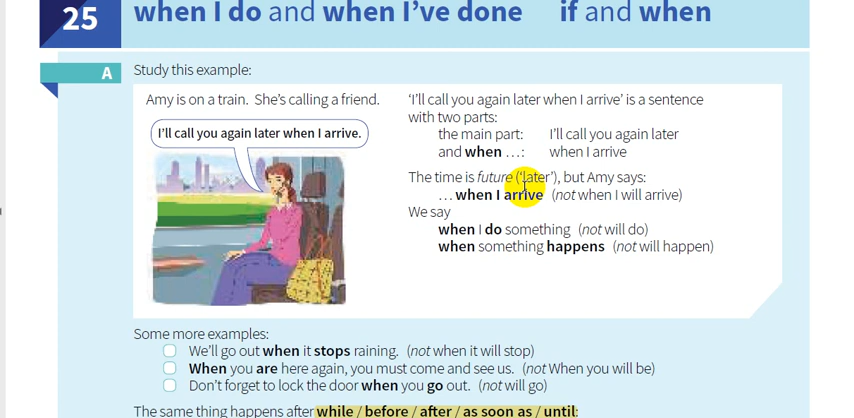 25
when I do and when I’ve done if and when
A
Study this example:
Amy is on a train. She’s calling a friend.
I’ll call you again later when I arrive.
‘I’ll call you again later when I arrive’ is a sentence
with two parts:
the main part: I’ll call you again later
and when …: when I arrive
The time is future (‘later’), but Amy says:
… when I arrive (not when I will arrive)
We say
when I do something (not will do)
when something happens (not will happen)
Some more examples:
We’ll go out when it stops raining. (not when it will stop)
When you are here again, you must come and see us. (not When you will be)
Don’t forget to lock the door when you go out. (not will go)
The same thing happens after while / before / after / as soon as / until: